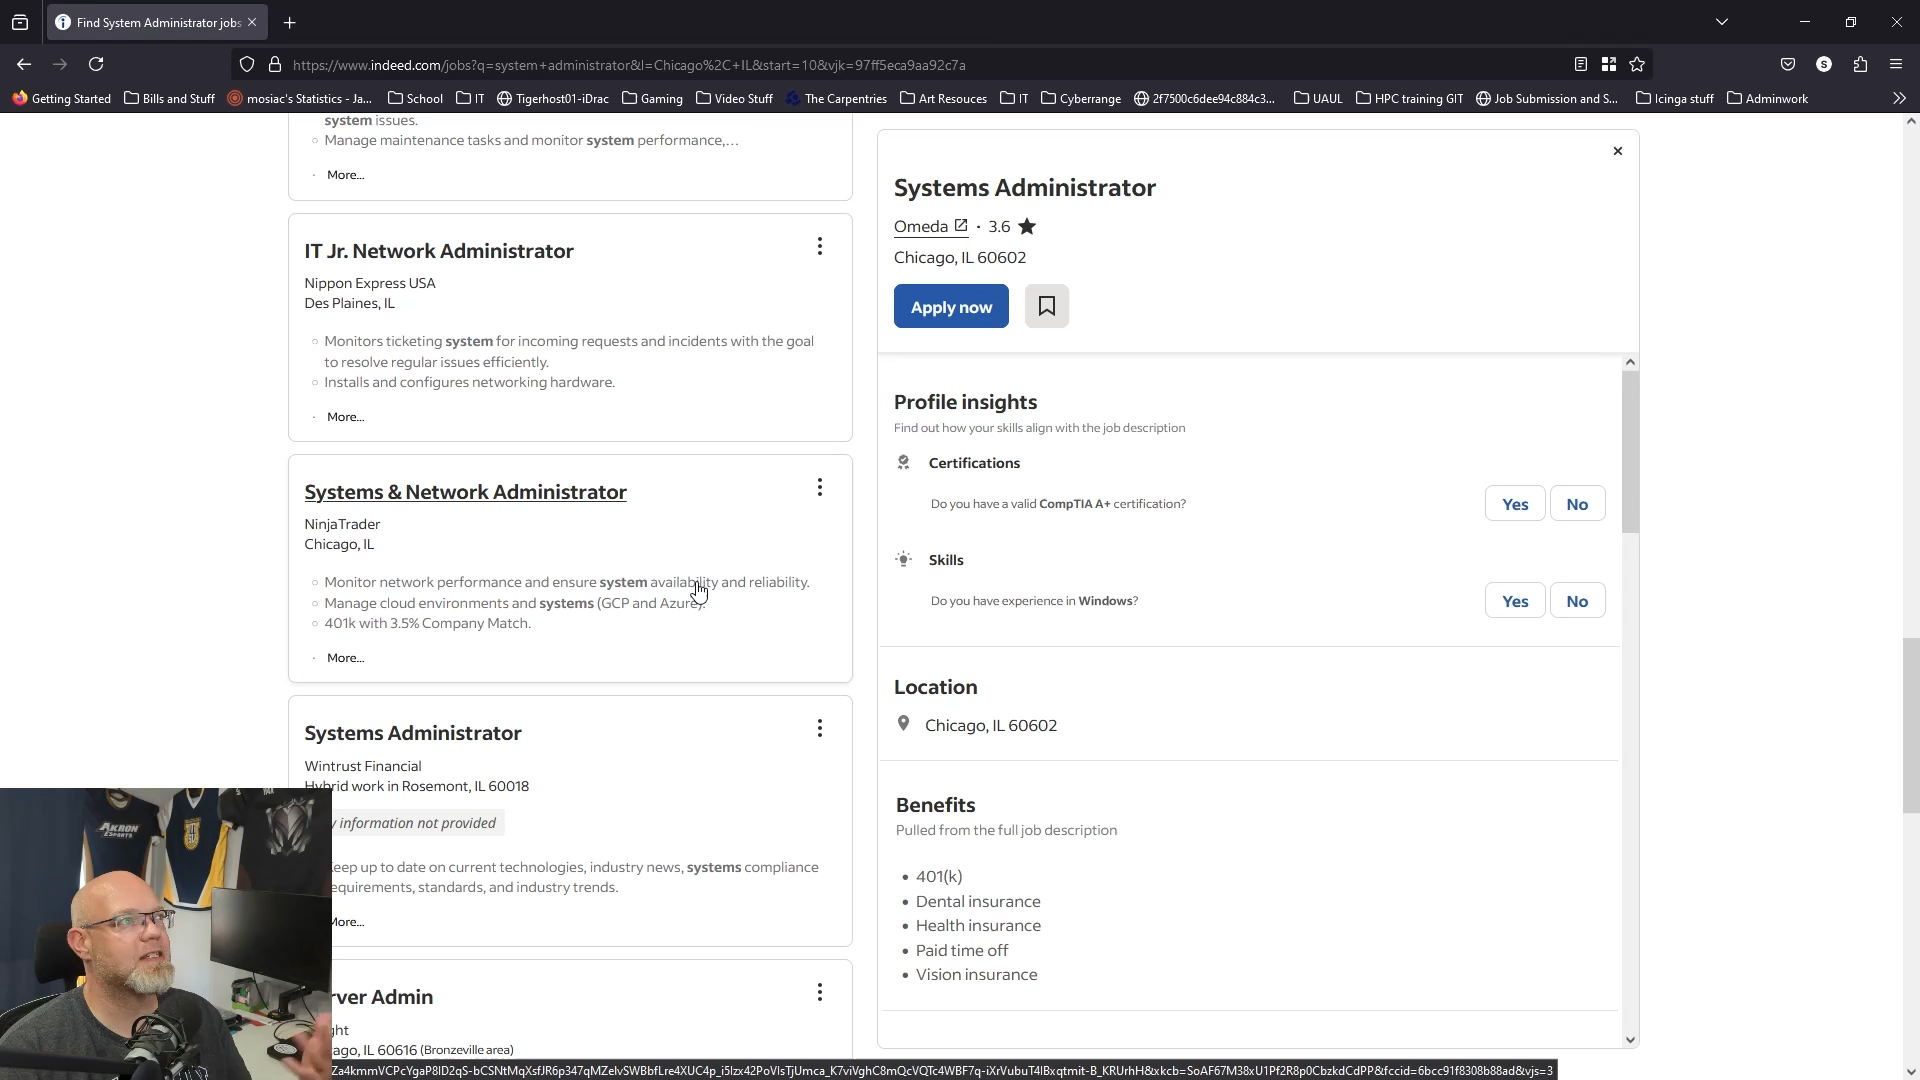 Find System Administrator jobs
https://www.indeed.com/jobs?q=system+administrator&l=Chicago%2C+IL&start=10&vjk=97ff5eca9aa92c7a
S
Getting Started
Bills and Stuff
mosiac's Statistics - Ja...
School
IT
Tigerhost01-iDrac
Gaming
Video Stuff
The Carpentries
Art Resouces
IT
Cyberrange
2f7500c6dee94c884c3...
UAUL
HPC training GIT
Job Submission and S...
Icinga stuff
Adminwork
system issues.
Manage maintenance tasks and monitor system performance,...
More...
IT Jr. Network Administrator
Nippon Express USA
Des Plaines, IL
Monitors ticketing system for incoming requests and incidents with the goal
to resolve regular issues efficiently.
Installs and configures networking hardware.
More...
Systems & Network Administrator
NinjaTrader
Chicago, IL
Monitor network performance and ensure system availability and reliability.
Manage cloud environments and systems (GCP and Azure).
401k with 3.5% Company Match.
More...
Systems Administrator
Wintrust Financial
Hybrid work in Rosemont, IL 60018
information not provided
eep up to date on current technologies, industry news, systems compliance
equirements, standards, and industry trends.
More...
rver Admin
ght
ago, IL 60616 (Bronzeville area)
Systems Administrator
Omeda · 3.6
Chicago, IL 60602
Apply now
Profile insights
Find out how your skills align with the job description
Certifications
Do you have a valid CompTIA A+ certification?
Yes
No
Skills
Do you have experience in Windows?
Yes
No
Location
Chicago, IL 60602
Benefits
Pulled from the full job description
401(k)
Dental insurance
Health insurance
Paid time off
Vision insurance
AKRON
ESPORTS